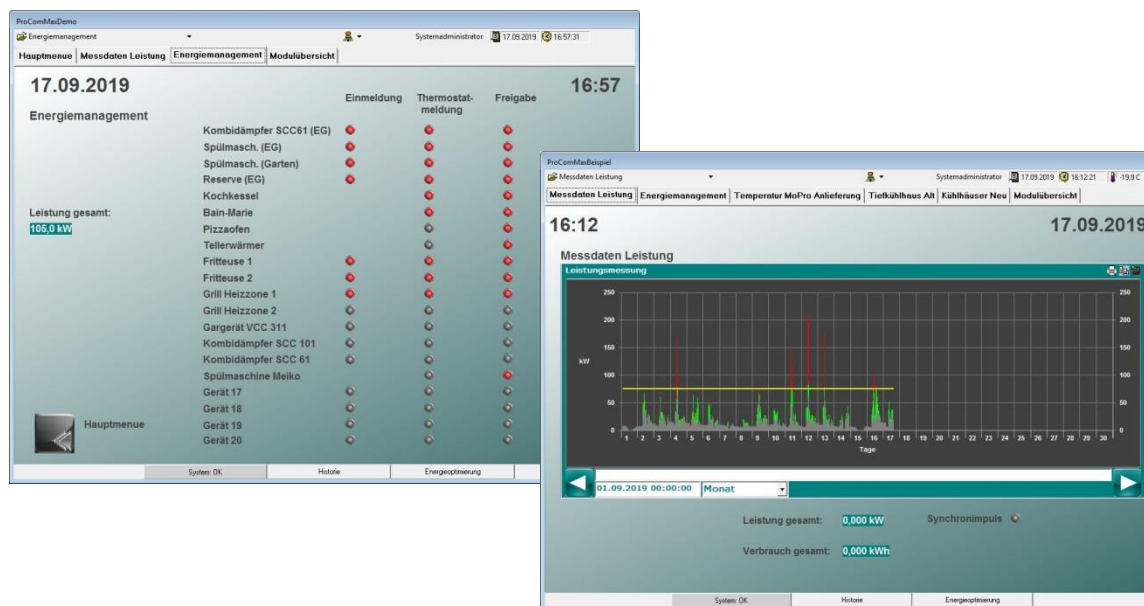 ProComMaxDemo
Energiemanagement Systemadministrator 17.09.2019 16:57:31
Hauptmenue Messdaten Leistung Energiemanagement Modulübersicht
17.09.2019 16:57
Energiemanagement
Einmeldung Thermostat- Freigabe
meldung
Kombidämpfer SCC61 (EG)
Spülmasch. (EG)
Spülmasch. (Garten)
Reserve (EG)
Kochkessel
Leistung gesamt: Bain-Marie
105,0 kW Pizzaofen
Tellerwärmer
Fritteuse 1
Fritteuse 2
Grill Heizzone 1
Grill Heizzone 2
Gargerät VCC 311
Kombidämpfer SCC 101
Kombidämpfer SCC 61
Spülmaschine Meiko
Gerät 17
Gerät 18
Hauptmenue Gerät 19
Gerät 20
System: OK Historie Energieoptimierung
ProComMaxBeispiel
Messdaten Leistung Systemadministrator 17.09.2019 16:12:21 -19,9 C
Messdaten Leistung Energiemanagement Temperatur MoPro Anlieferung Tiefkühlhaus Alt Kühlhäuser Neu Modulübersicht
16:12 17.09.2019
Messdaten Leistung
Leistungsmessung
250 250
200 200
150 150
kW
100 100
50 50
0 0
1 2 3 4 5 6 7 8 9 10 11 12 13 14 15 16 17 18 19 20 21 22 23 24 25 26 27 28 29 30
Tage
01.09.2019 00:00:00 Monat
Leistung gesamt: 0,000 kW Synchronimpuls
Verbrauch gesamt: 0,000 kWh
System: OK Historie Energieoptimierung